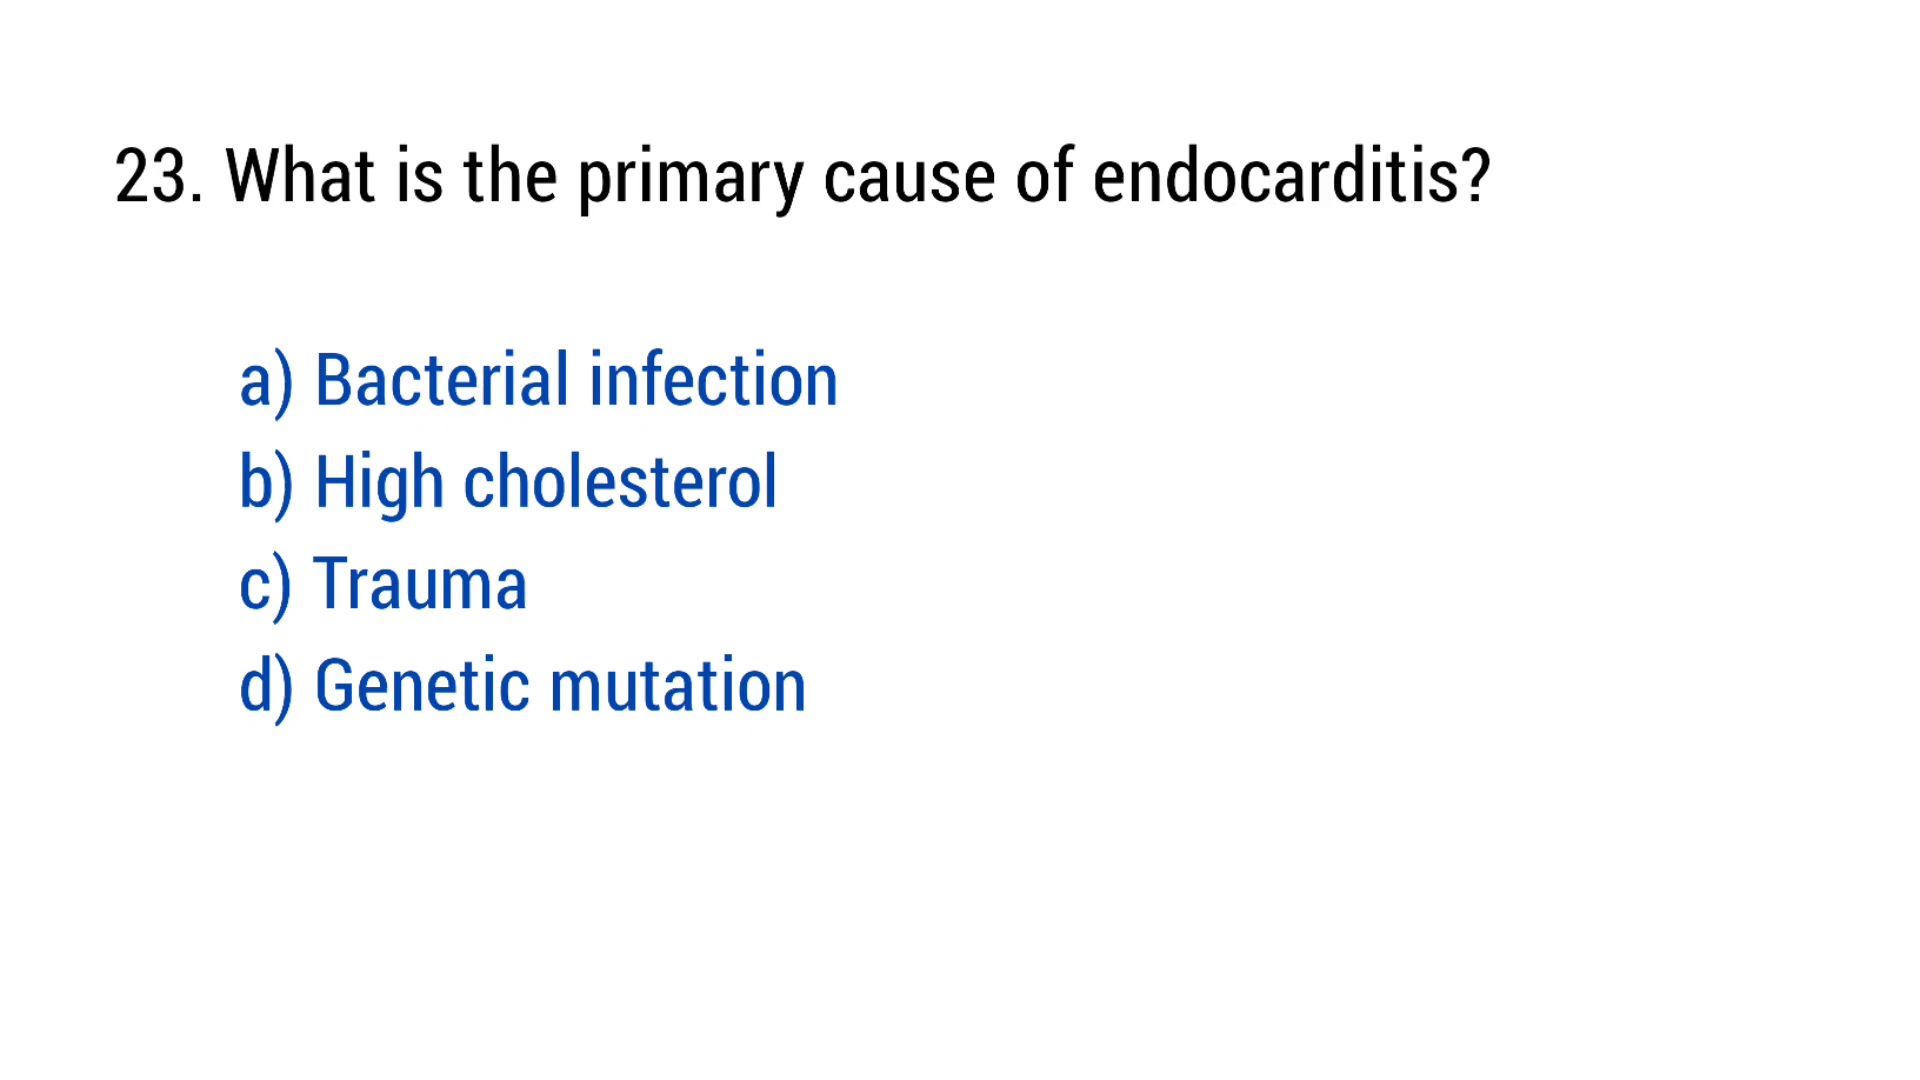 23. What is the primary cause of endocarditis?
a) Bacterial infection
b) High cholesterol
c) Trauma
d) Genetic mutation